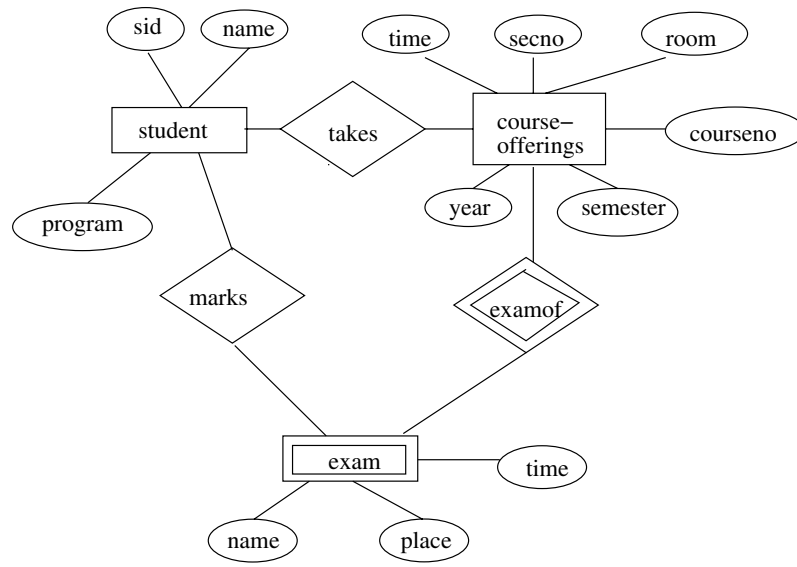 sid
name
time
secno
room
student
takes
course-
offerings
courseno
program
year
semester
marks
examof
exam
time
name
place